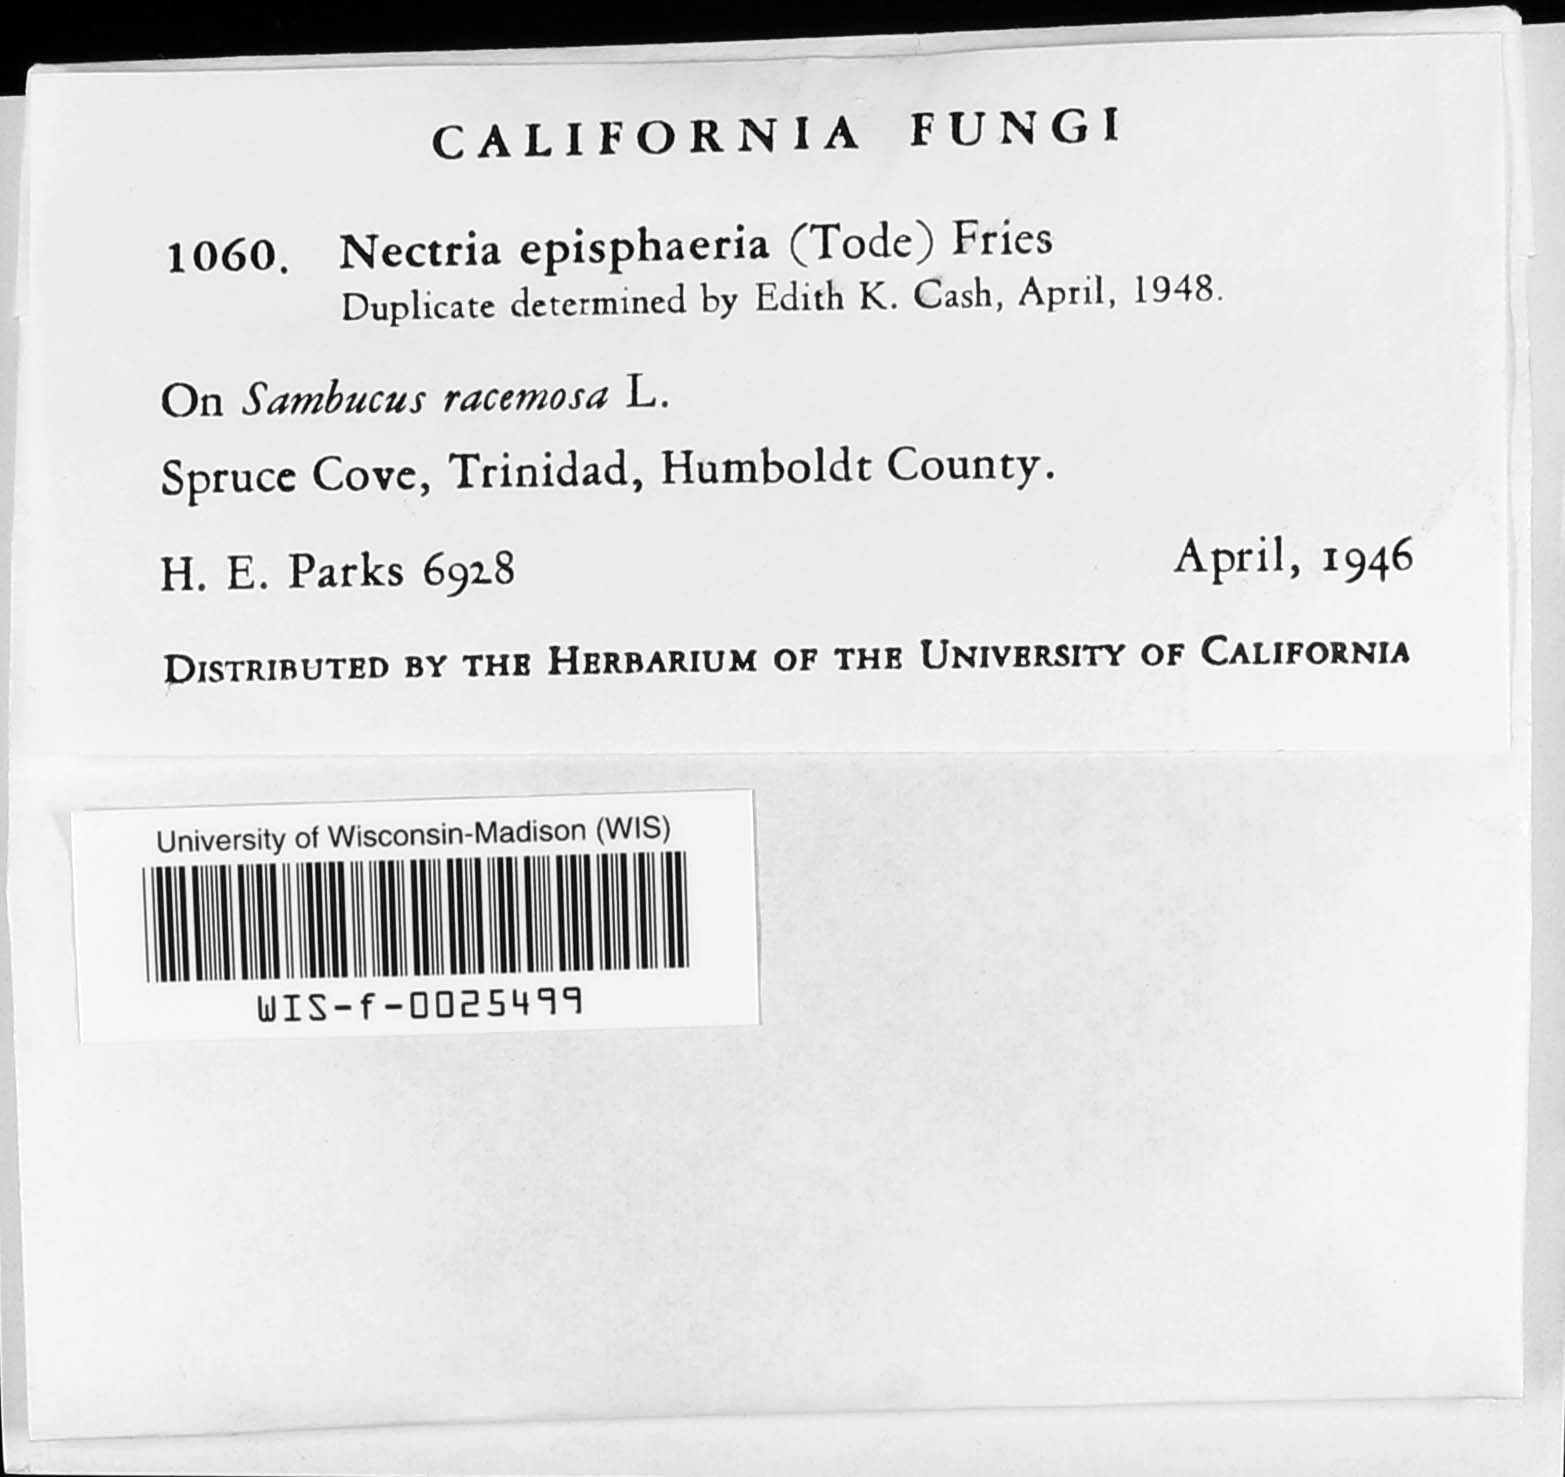 CALIFORNIA FUNGI
1060. Nectria episphaeria (Tode) Fries
Duplicate determined by Edith K. Cash, April, 1948.
On Sambucus racemosa L.
Spruce Cove, Trinidad, Humboldt County.
H. E. Parks 6928 April, 1946
DISTRIBUTED BY THE HERBARIUM OF THE UNIVERSITY OF CALIFORNIA
University of Wisconsin-Madison (WIS)
WIS-f-0025499